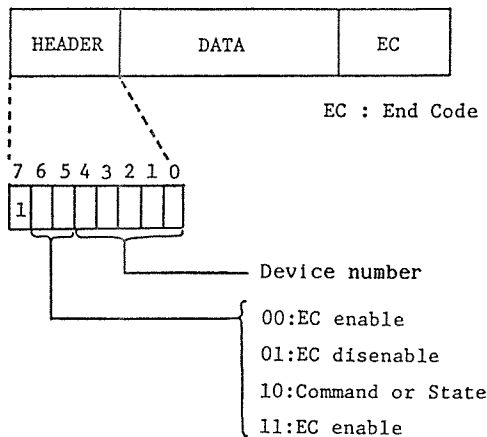 HEADER DATA EC
EC : End Code
7 6 5 4 3 2 1 0
1
Device number
00:EC enable
01:EC disenable
10:Command or State
11:EC enable